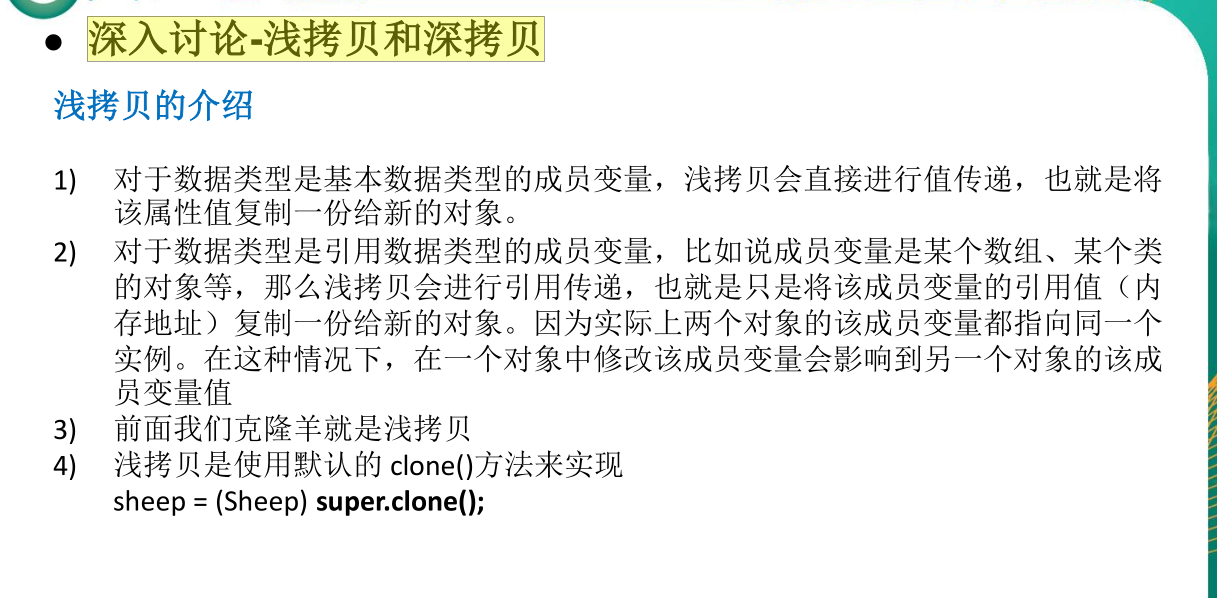 ● 深入讨论-浅拷贝和深拷贝
浅拷贝的介绍
1) 对于数据类型是基本数据类型的成员变量，浅拷贝会直接进行值传递，也就是将
该属性值复制一份给新的对象。
2) 对于数据类型是引用数据类型的成员变量，比如说成员变量是某个数组、某个类
的对象等，那么浅拷贝会进行引用传递，也就是只是将该成员变量的引用值（内
存地址）复制一份给新的对象。因为实际上两个对象的该成员变量都指向同一个
实例。在这种情况下，在一个对象中修改该成员变量会影响到另一个对象的该成
员变量值
3) 前面我们克隆羊就是浅拷贝
4) 浅拷贝是使用默认的 clone()方法来实现
sheep = (Sheep) super.clone();